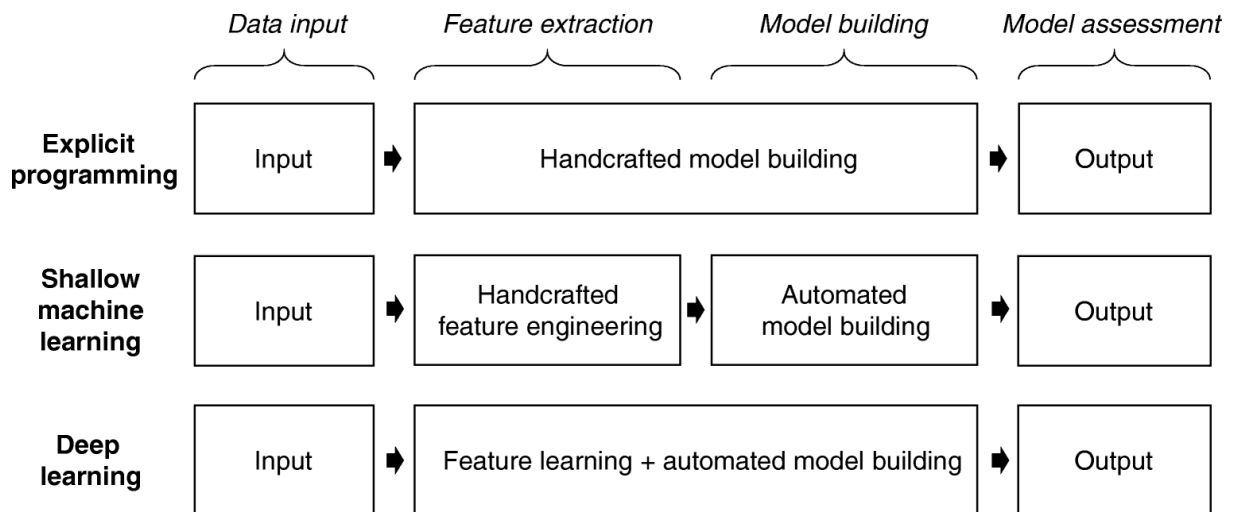 Data input
Feature extraction
Model building
Model assessment
Explicit
programming
Input
Handcrafted model building
Output
Shallow
machine
learning
Input
Handcrafted
feature engineering
Automated
model building
Output
Deep
learning
Input
Feature learning + automated model building
Output